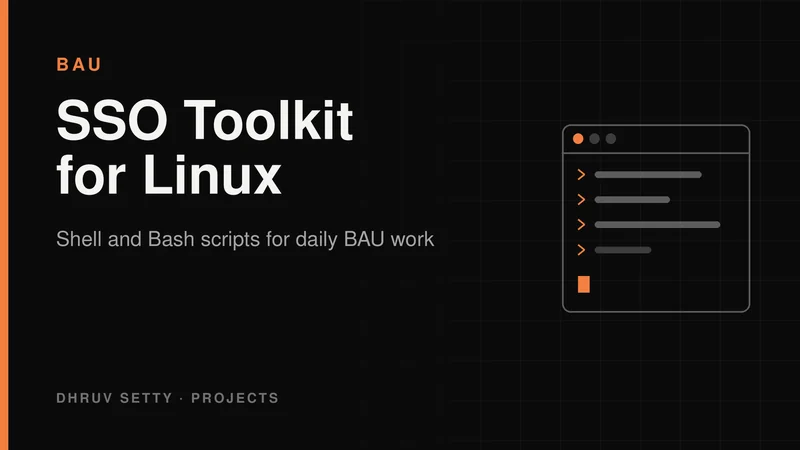 BAU
SSO Toolkit
for Linux
Shell and Bash scripts for daily BAU work
DHRUV SETTY · PROJECTS